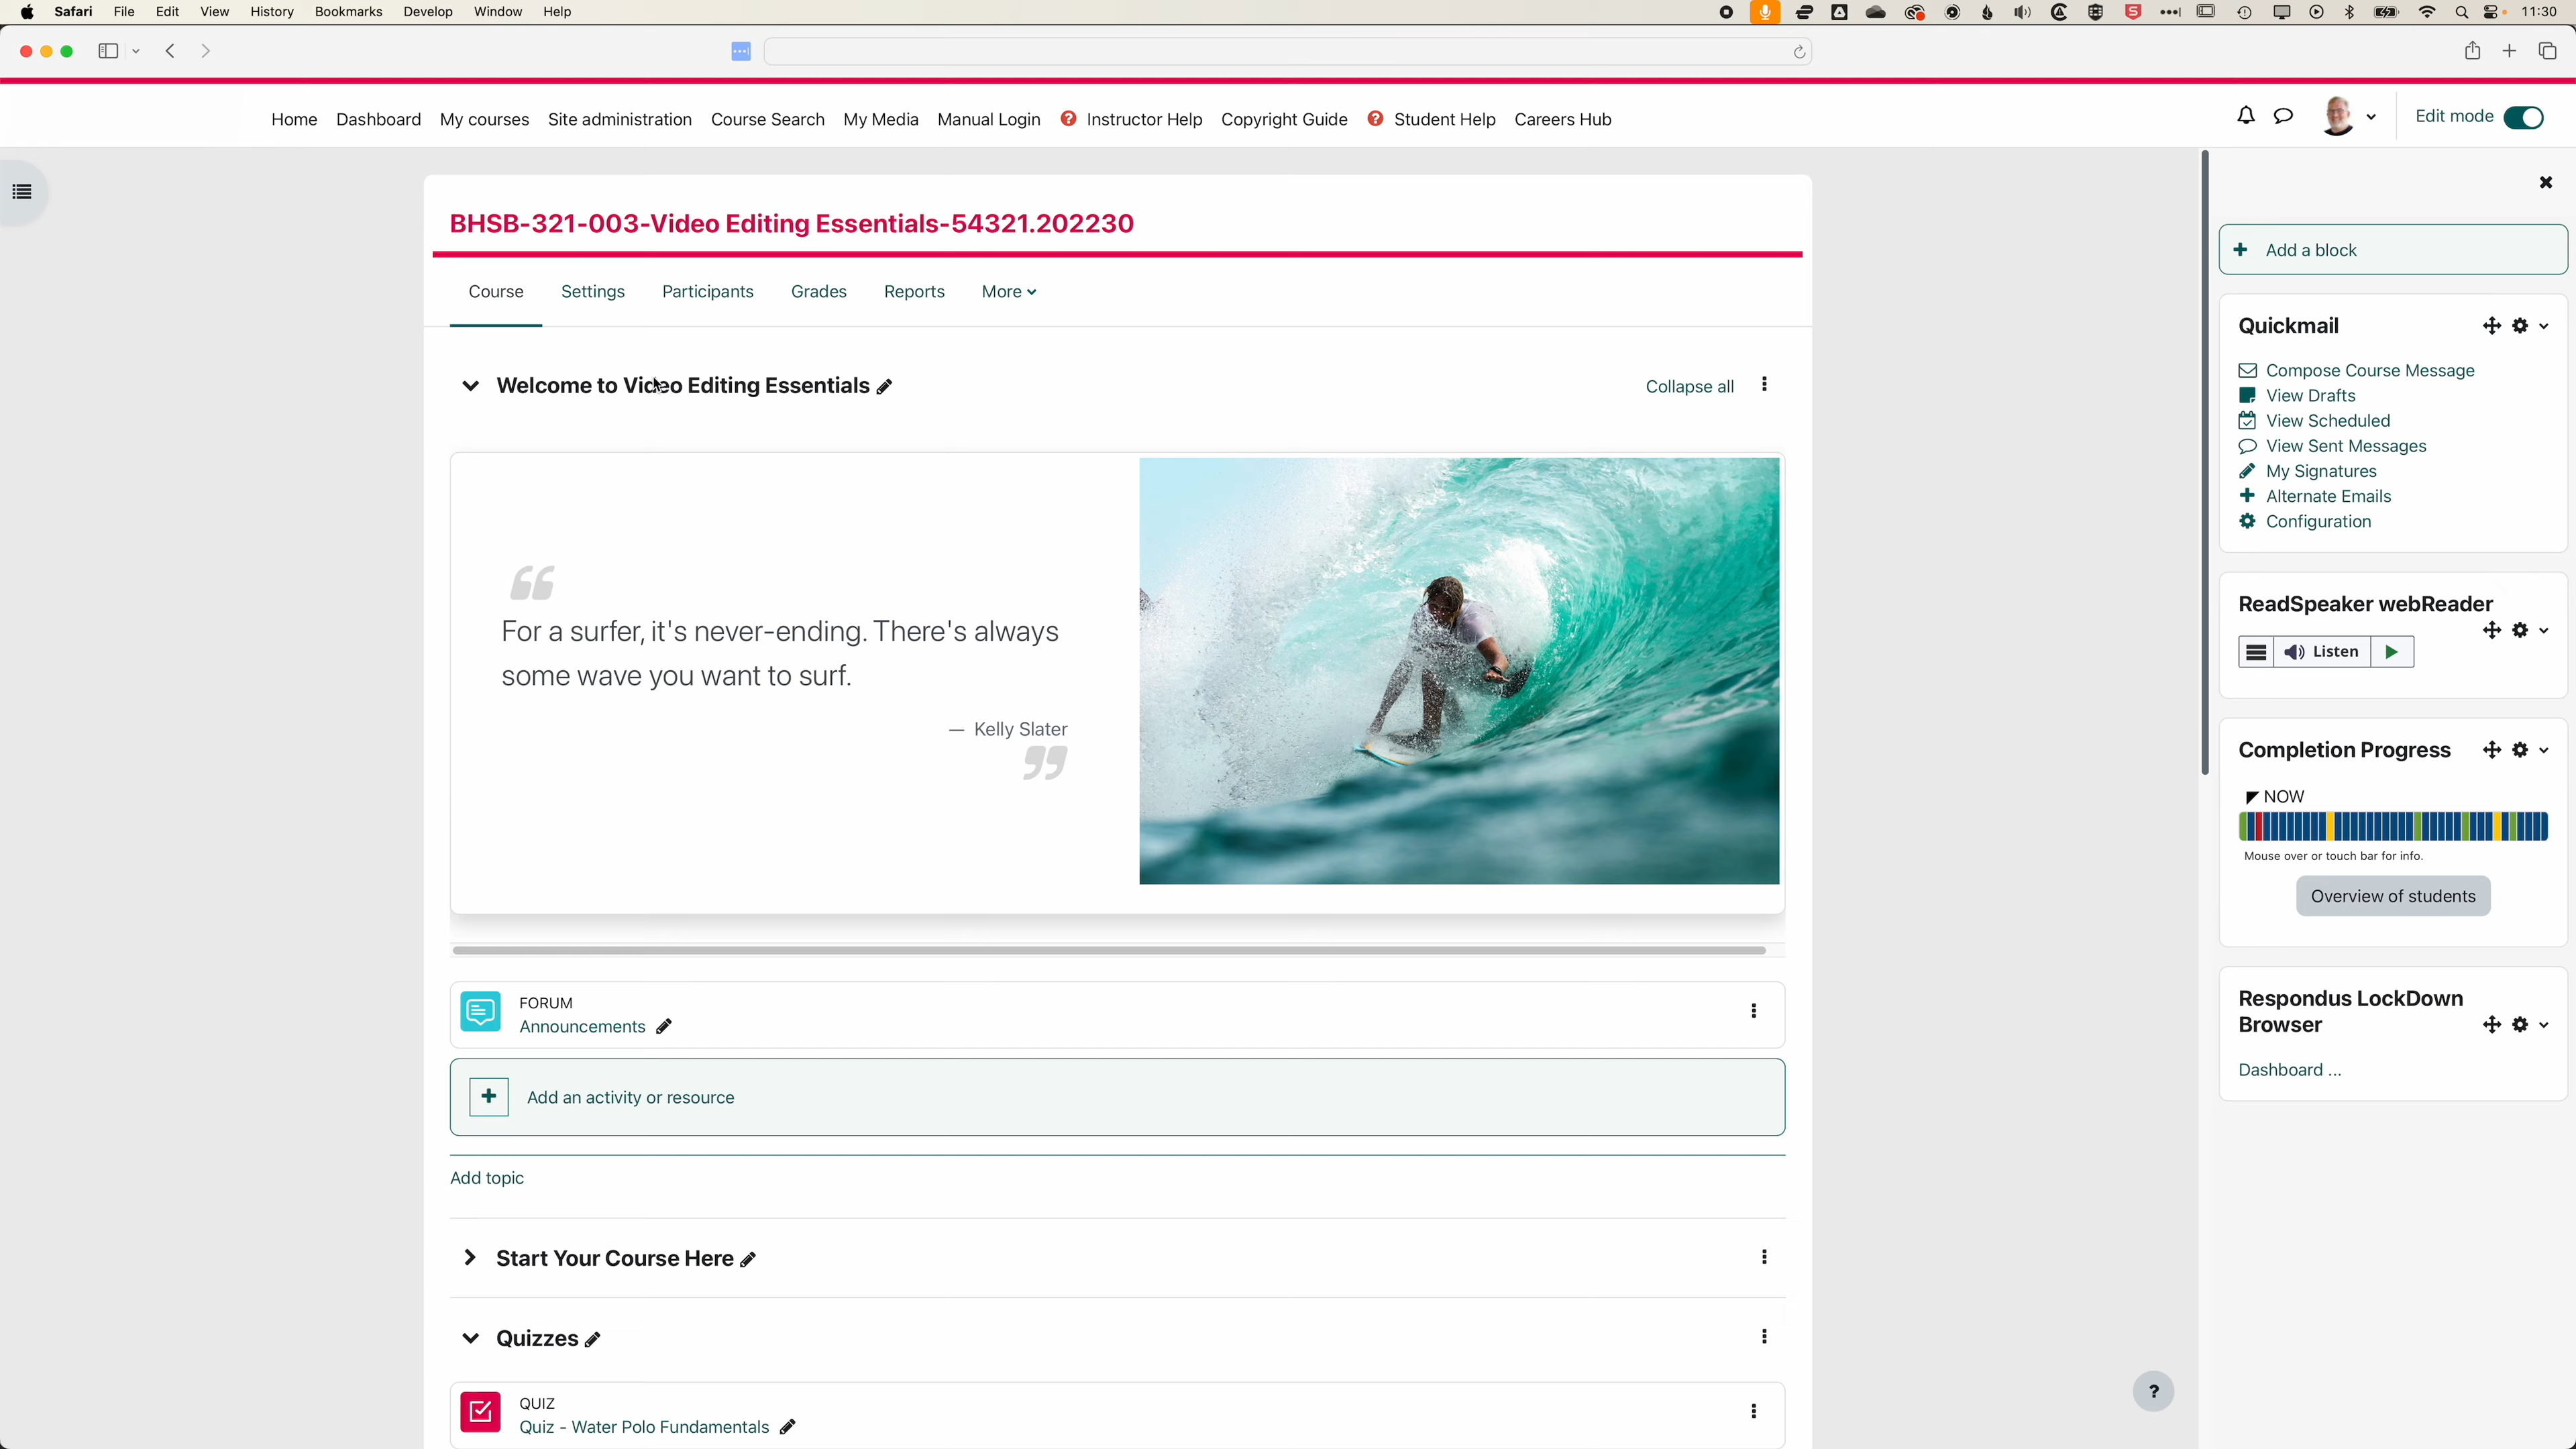 Safari File Edit View History Bookmarks Develop Window Help 11:30
Home Dashboard My courses Site administration Course Search My Media Manual Login Instructor Help Copyright Guide Student Help Careers Hub Edit mode
BHSB-321-003-Video Editing Essentials-54321.202230
Course Settings Participants Grades Reports More
Welcome to Video Editing Essentials
Collapse all
“
For a surfer, it's never-ending. There's always
some wave you want to surf.
— Kelly Slater
”
FORUM
Announcements
+ Add an activity or resource
Add topic
Start Your Course Here
Quizzes
QUIZ
Quiz - Water Polo Fundamentals
+ Add a block
Quickmail
Compose Course Message
View Drafts
View Scheduled
View Sent Messages
My Signatures
Alternate Emails
Configuration
ReadSpeaker webReader
Listen
Completion Progress
NOW
Mouse over or touch bar for info.
Overview of students
Respondus LockDown
Browser
Dashboard ...
?